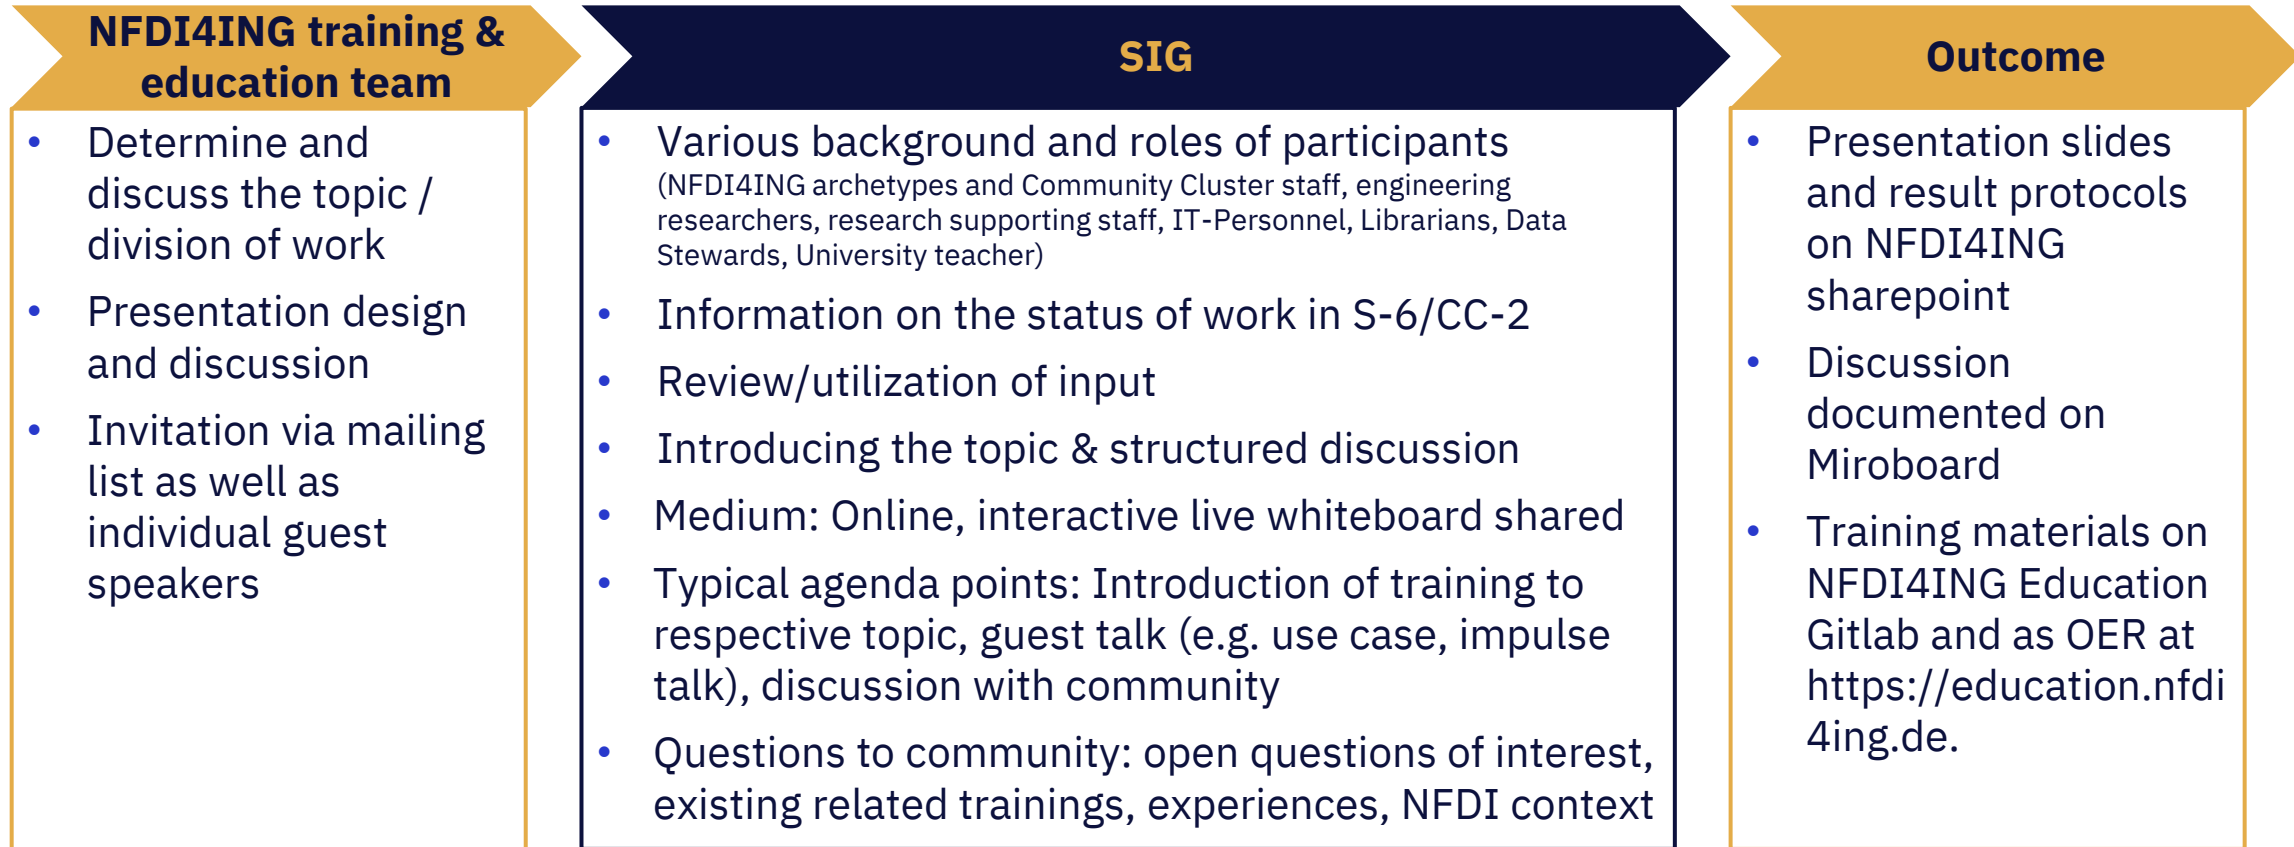 NFDI4ING training &
education team
• Determine and
discuss the topic /
division of work
• Presentation design
and discussion
• Invitation via mailing
list as well as
individual guest
speakers
SIG
• Various background and roles of participants
(NFDI4ING archetypes and Community Cluster staff, engineering
researchers, research supporting staff, IT-Personnel, Librarians, Data
Stewards, University teacher)
• Information on the status of work in S-6/CC-2
• Review/utilization of input
• Introducing the topic & structured discussion
• Medium: Online, interactive live whiteboard shared
• Typical agenda points: Introduction of training to
respective topic, guest talk (e.g. use case, impulse
talk), discussion with community
• Questions to community: open questions of interest,
existing related trainings, experiences, NFDI context
Outcome
• Presentation slides
and result protocols
on NFDI4ING
sharepoint
• Discussion
documented on
Miroboard
• Training materials on
NFDI4ING Education
Gitlab and as OER at
https://education.nfdi
4ing.de.